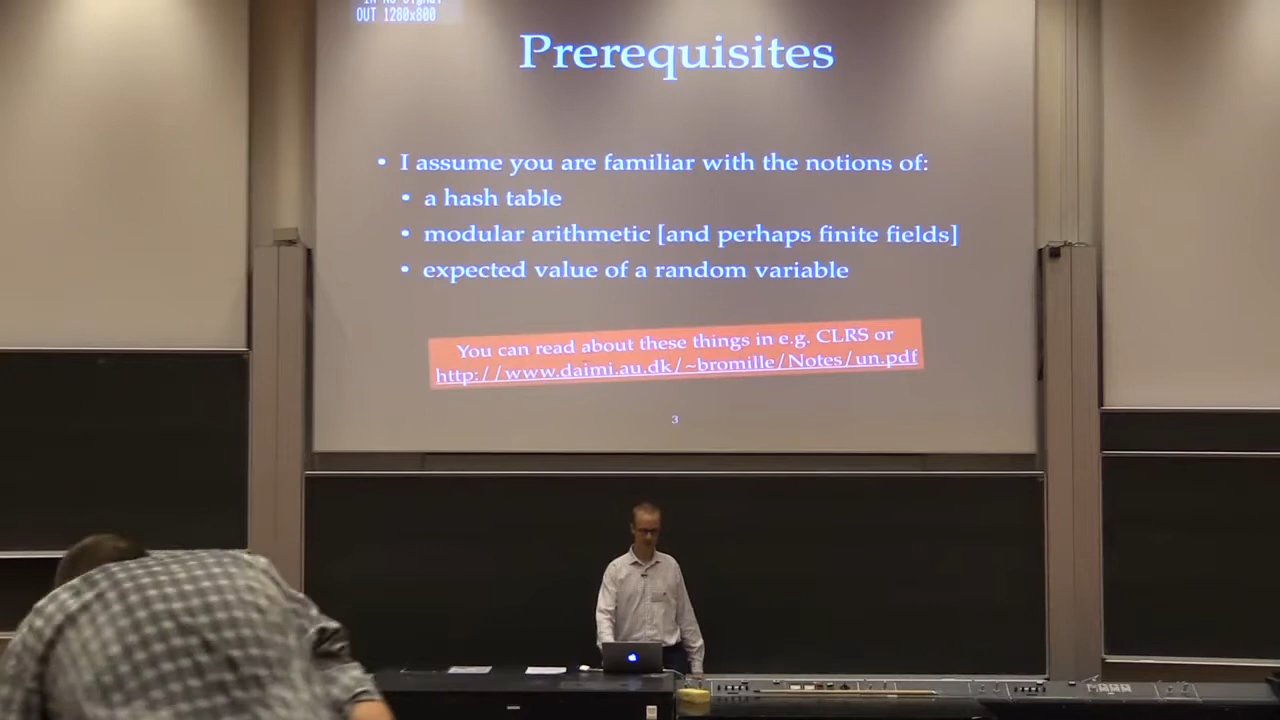 OUT 1280x800
Prerequisites
• I assume you are familiar with the notions of:
• a hash table
• modular arithmetic [and perhaps finite fields]
• expected value of a random variable
You can read about these things in e.g. CLRS or
http://www.daimi.au.dk/~bromille/Notes/un.pdf
3